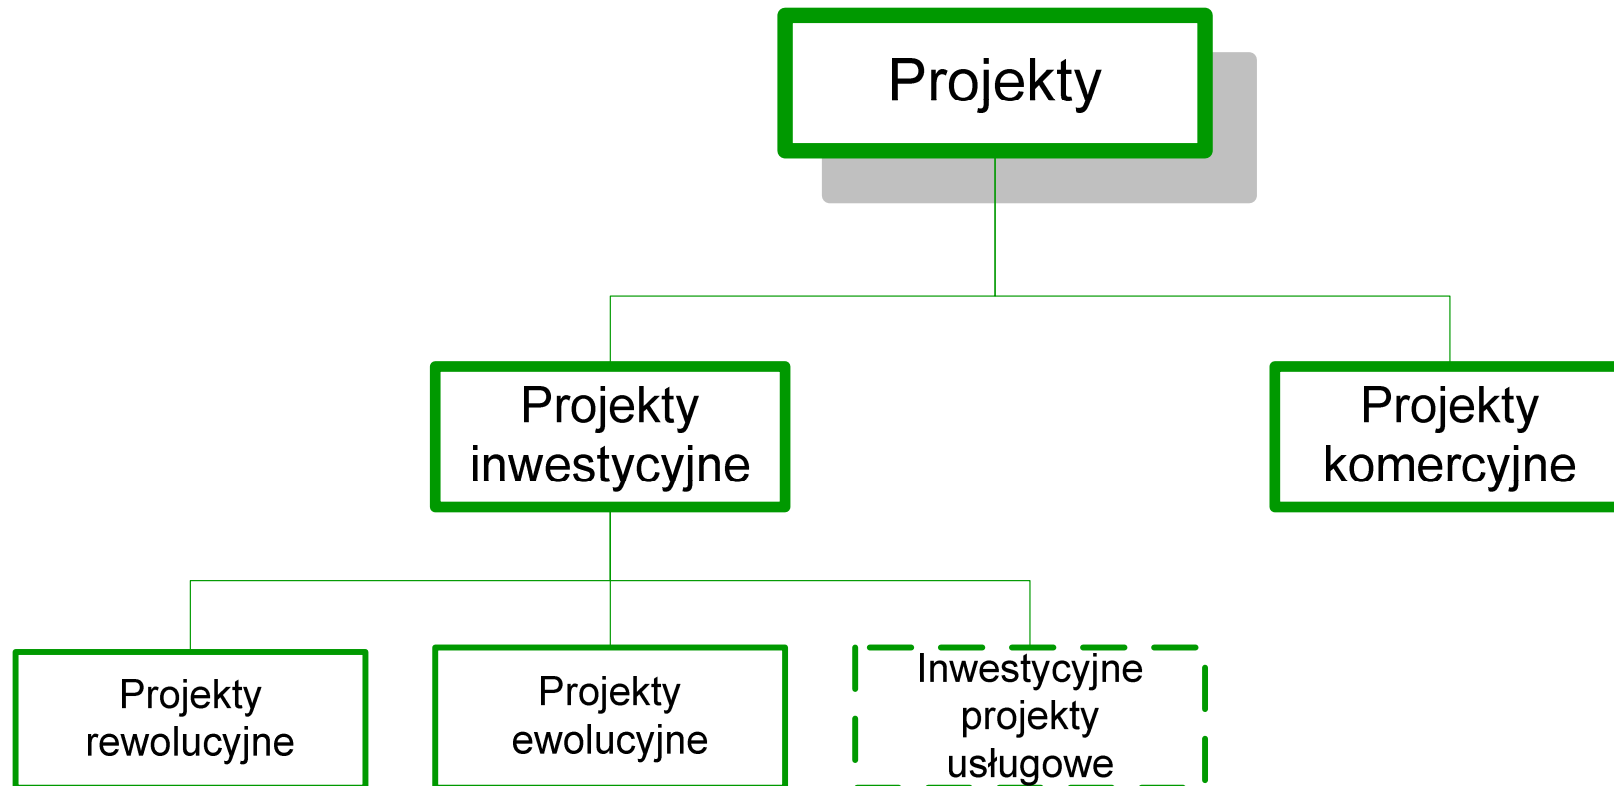 Projekty
Projekty
inwestycyjne
Projekty
komercyjne
Projekty
rewolucyjne
Projekty
ewolucyjne
Inwestycyjne
projekty
usługowe